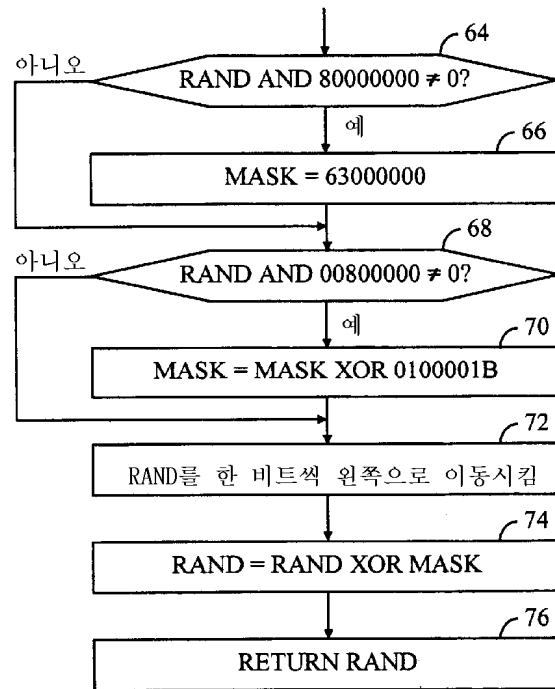 64
아니오
RAND AND 80000000 ≠ 0?
예
66
MASK = 63000000
68
아니오
RAND AND 00800000 ≠ 0?
예
70
MASK = MASK XOR 0100001B
72
RAND를 한 비트씩 왼쪽으로 이동시킴
74
RAND = RAND XOR MASK
76
RETURN RAND